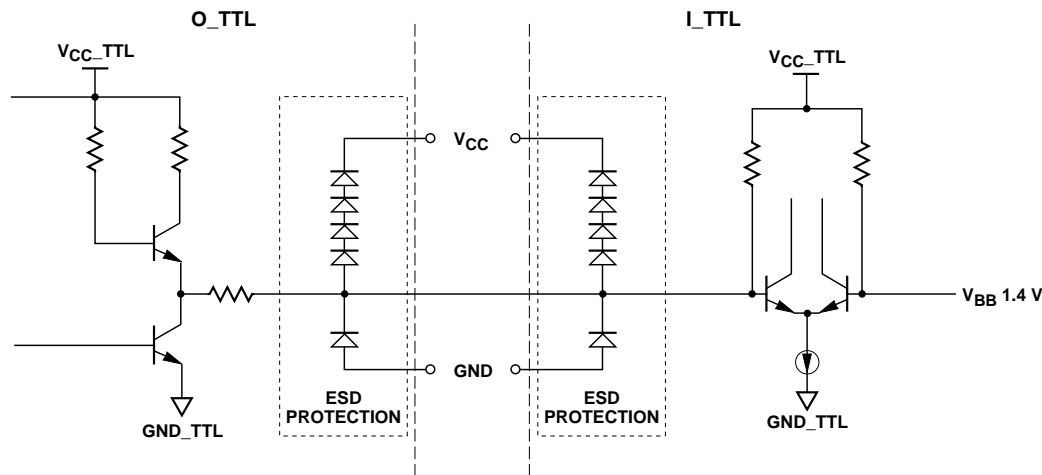 O_TTL
I_TTL
VCC_TTL
VCC_TTL
VCC
VBB 1.4 V
GND
ESD
PROTECTION
ESD
PROTECTION
GND_TTL
GND_TTL